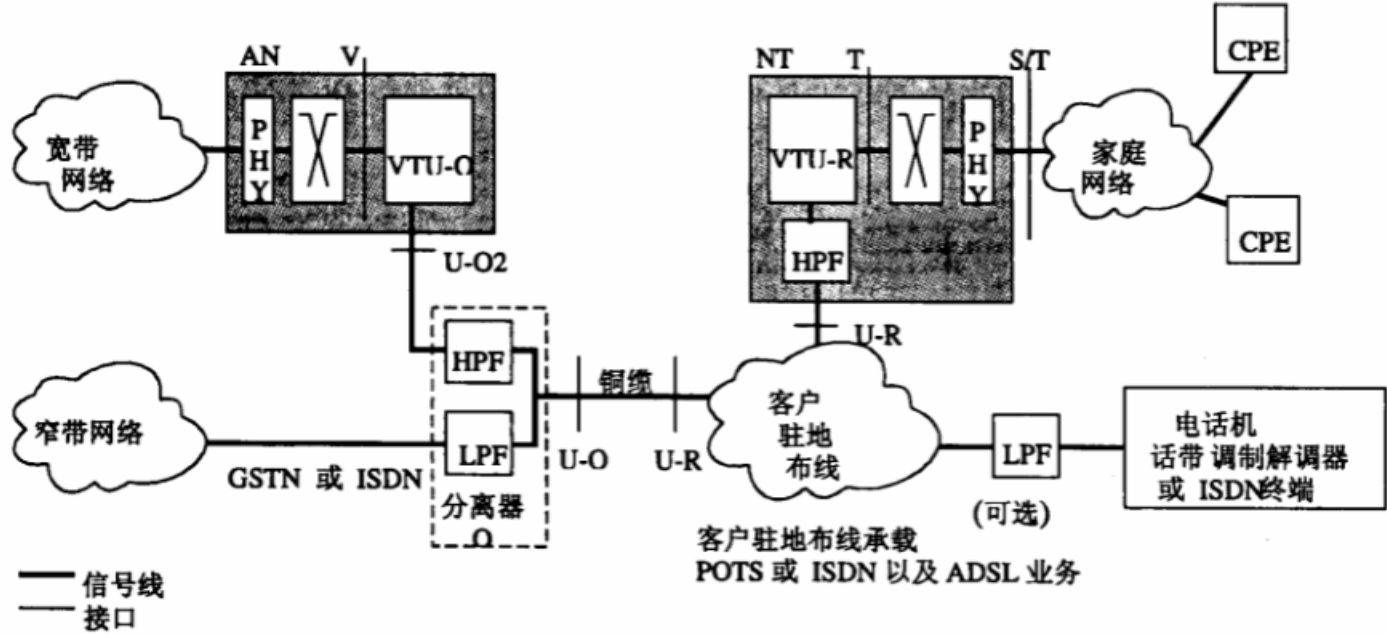 AN
V
NT
T
S/T
CPE
宽带
网络
P
H
Y
VTU-O
VTU-R
P
H
Y
家庭
网络
CPE
U-O2
HPF
U-R
HPF
铜缆
客户
驻地
布线
窄带网络
LPF
GSTN 或 ISDN
U-O
U-R
LPF
电话机
话带 调制解调器
或 ISDN终端
分离器
O
(可选)
客户驻地布线承载
POTS 或 ISDN 以及 ADSL 业务
信号线
接口